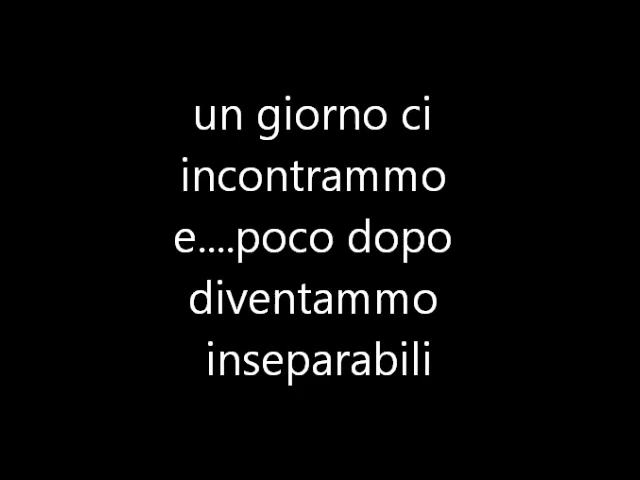 un giorno ci
incontrammo
e....poco dopo
diventammo
inseparabili